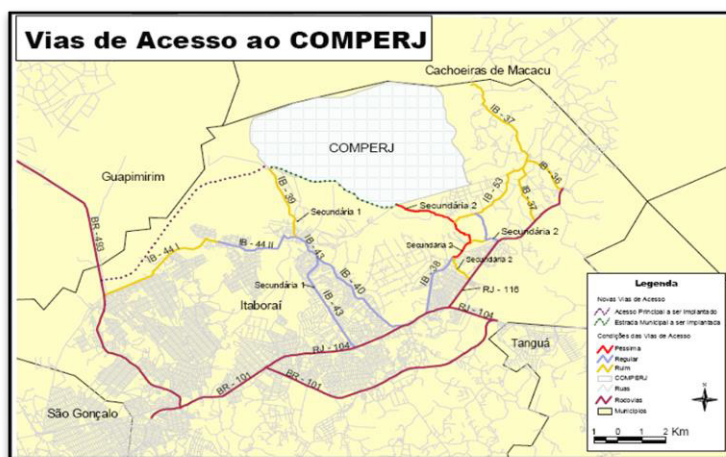 Vias de Acesso ao COMPERJ
Cachoeiras de Macacu
IB - 37
COMPERJ
Guapimirim
IB - 36
IB - 53
IB - 39
IB - 37
Secundária 2
BR - 493
Secundária 1
Secundária 2
IB - 44 I
IB - 44 II
IB - 43
Secundária 2
Secundária 2
IB - 38
IB - 40
Secundária 1
RJ - 116
Itaboraí
IB - 43
RJ - 104
RJ - 104
Tanguá
BR - 101
BR - 101
São Gonçalo
Legenda
Novas Vias de Acesso
Acesso Principal a ser Implantado
Estrada Municipal a ser Implantada
Condições das Vias de Acesso
Péssima
Regular
Ruim
COMPERJ
Ruas
Rodovias
Municípios
N
1 0 1 2 Km